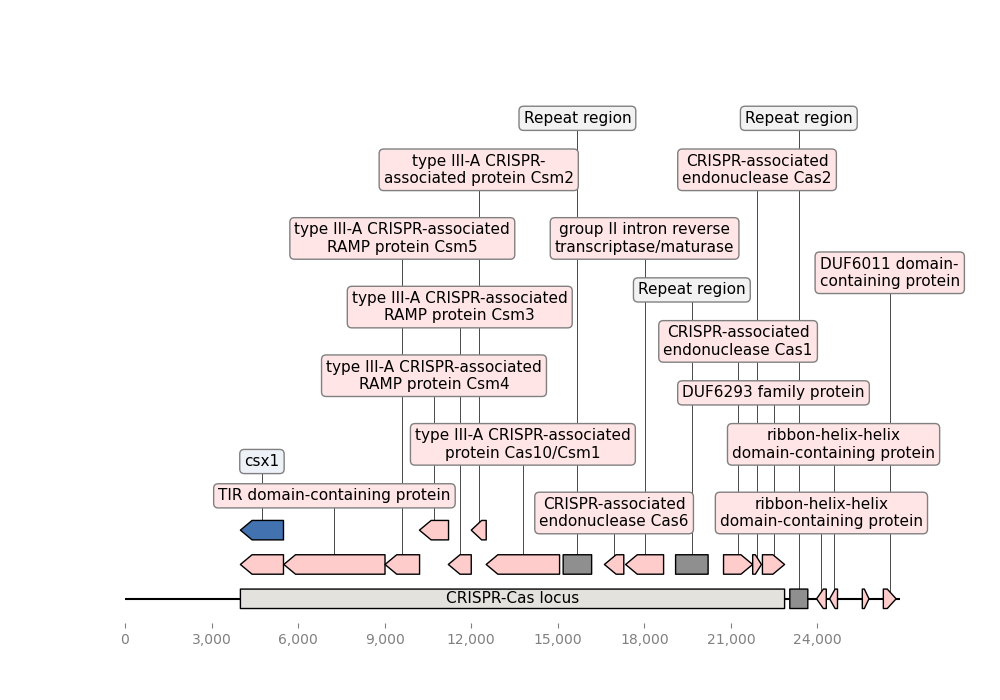 Repeat region
Repeat region
type III-A CRISPR-
associated protein Csm2
CRISPR-associated
endonuclease Cas2
type III-A CRISPR-associated
RAMP protein Csm5
group II intron reverse
transcriptase/maturase
DUF6011 domain-
containing protein
Repeat region
type III-A CRISPR-associated
RAMP protein Csm3
CRISPR-associated
endonuclease Cas1
type III-A CRISPR-associated
RAMP protein Csm4
DUF6293 family protein
type III-A CRISPR-associated
protein Cas10/Csm1
ribbon-helix-helix
domain-containing protein
csx1
TIR domain-containing protein
CRISPR-associated
endonuclease Cas6
ribbon-helix-helix
domain-containing protein
CRISPR-Cas locus
0 3,000 6,000 9,000 12,000 15,000 18,000 21,000 24,000